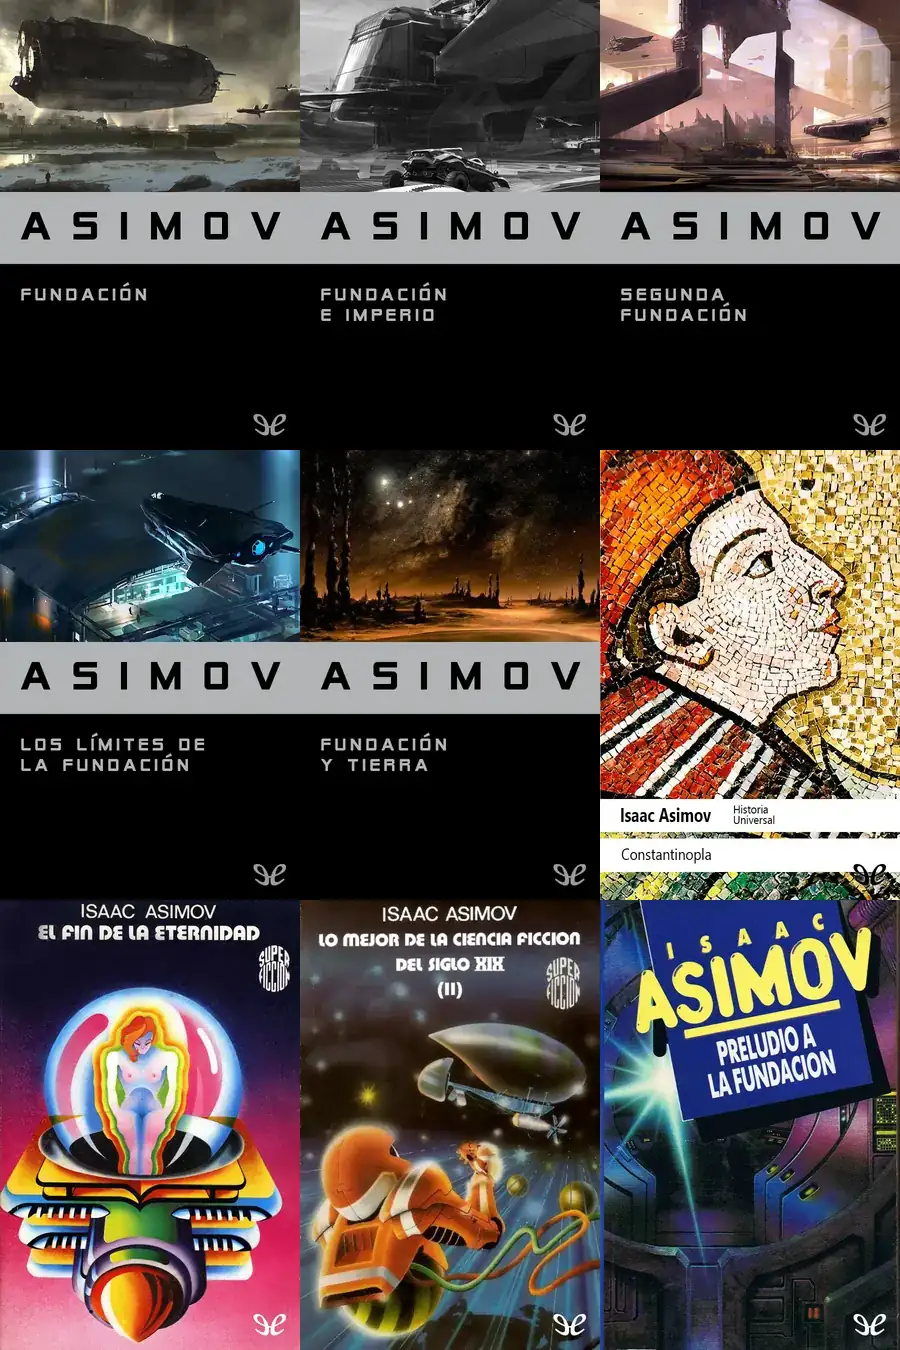 ASIMOV
FUNDACIÓN
ASIMOV
FUNDACIÓN
E IMPERIO
ASIMOV
SEGUNDA
FUNDACIÓN
ASIMOV
LOS LÍMITES DE
LA FUNDACIÓN
ASIMOV
FUNDACIÓN
Y TIERRA
Isaac Asimov
Historia
Universal
Constantinopla
ISAAC ASIMOV
EL FIN DE LA ETERNIDAD
SUPER
FICCION
ISAAC ASIMOV
LO MEJOR DE LA CIENCIA FICCION
DEL SIGLO XIX
(II)
SUPER
FICCION
ISAAC
ASIMOV
PRELUDIO A
LA FUNDACION